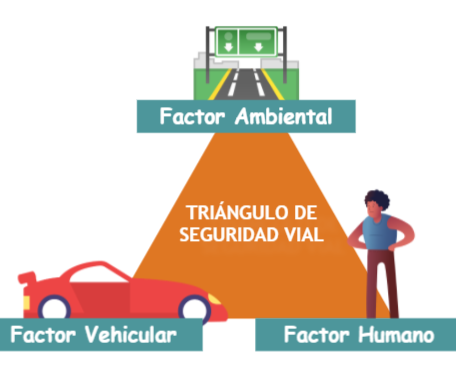 Factor Ambiental
TRIÁNGULO DE
SEGURIDAD VIAL
Factor Vehicular
Factor Humano